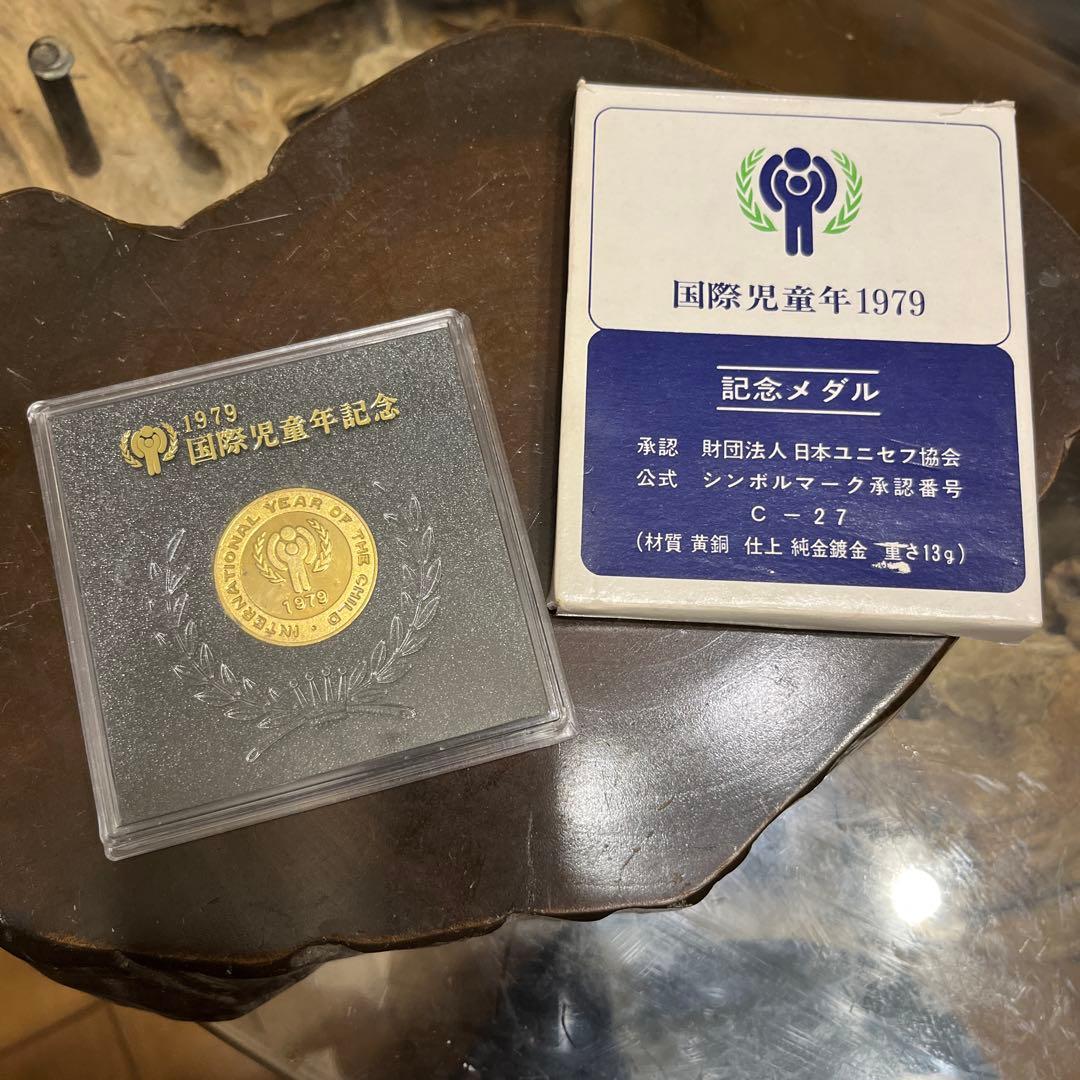 1979
国際児童年記念
INTERNATIONAL YEAR OF THE CHILD ·
1979
国際児童年1979
記念メダル
承認 財団法人 日本ユニセフ協会
公式 シンボルマーク承認番号
C-27
(材質 黄銅 仕上 純金鍍金 重さ13g)